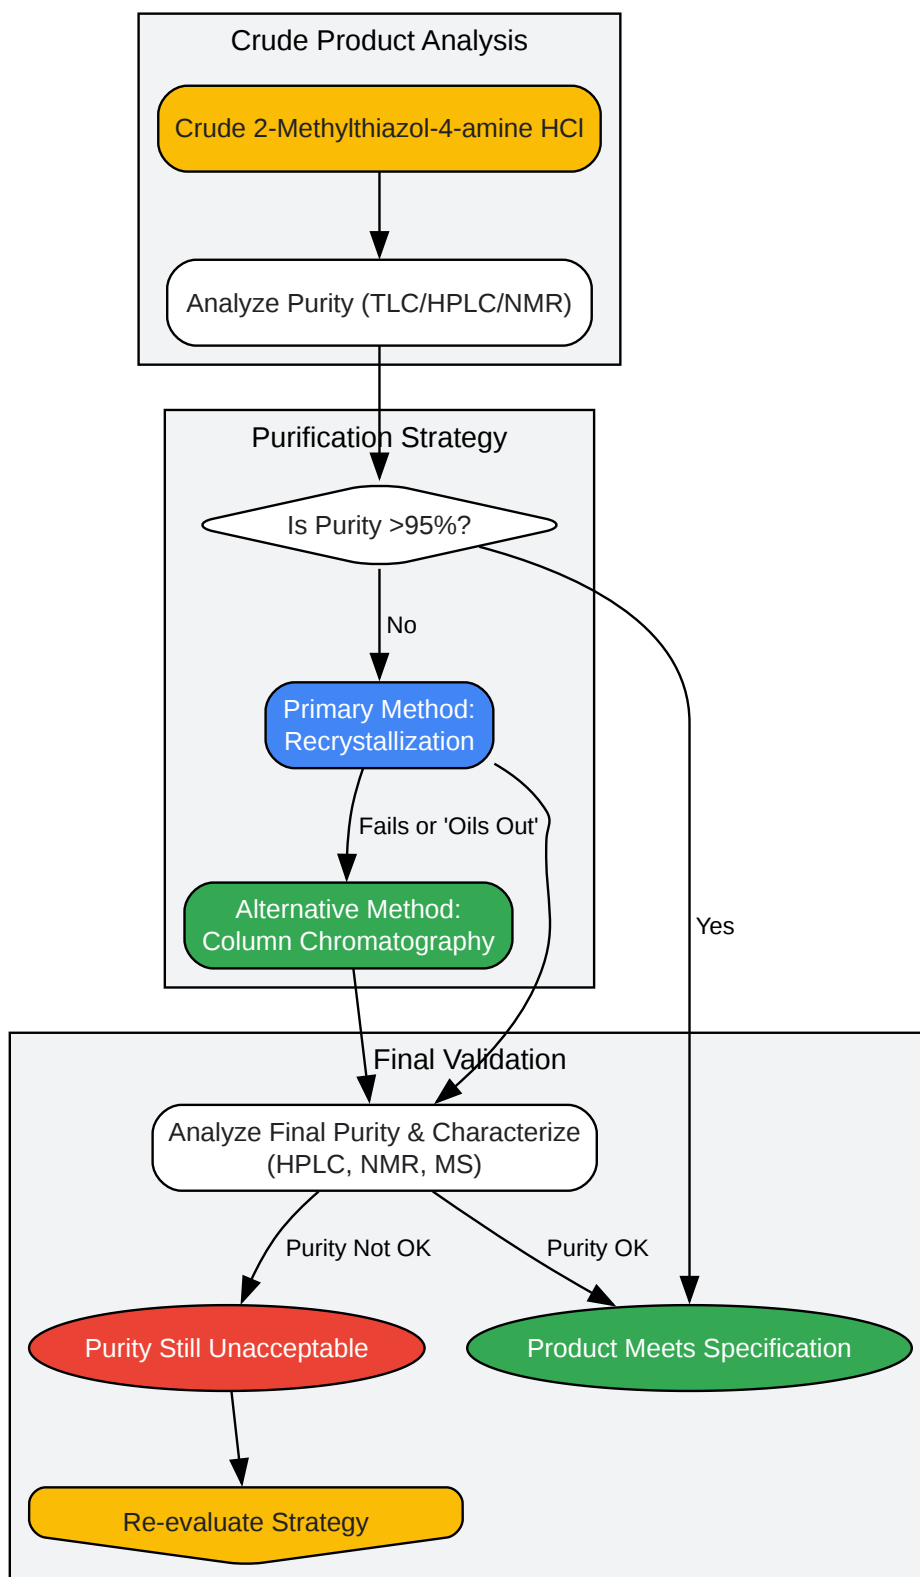 Crude Product Analysis
Crude 2-Methylthiazol-4-amine HCl
Analyze Purity (TLC/HPLC/NMR)
Purification Strategy
Is Purity >95%?
No
Primary Method:
Recrystallization
Fails or 'Oils Out'
Alternative Method:
Column Chromatography
Yes
Final Validation
Analyze Final Purity & Characterize
(HPLC, NMR, MS)
Purity Not OK
Purity OK
Purity Still Unacceptable
Product Meets Specification
Re-evaluate Strategy